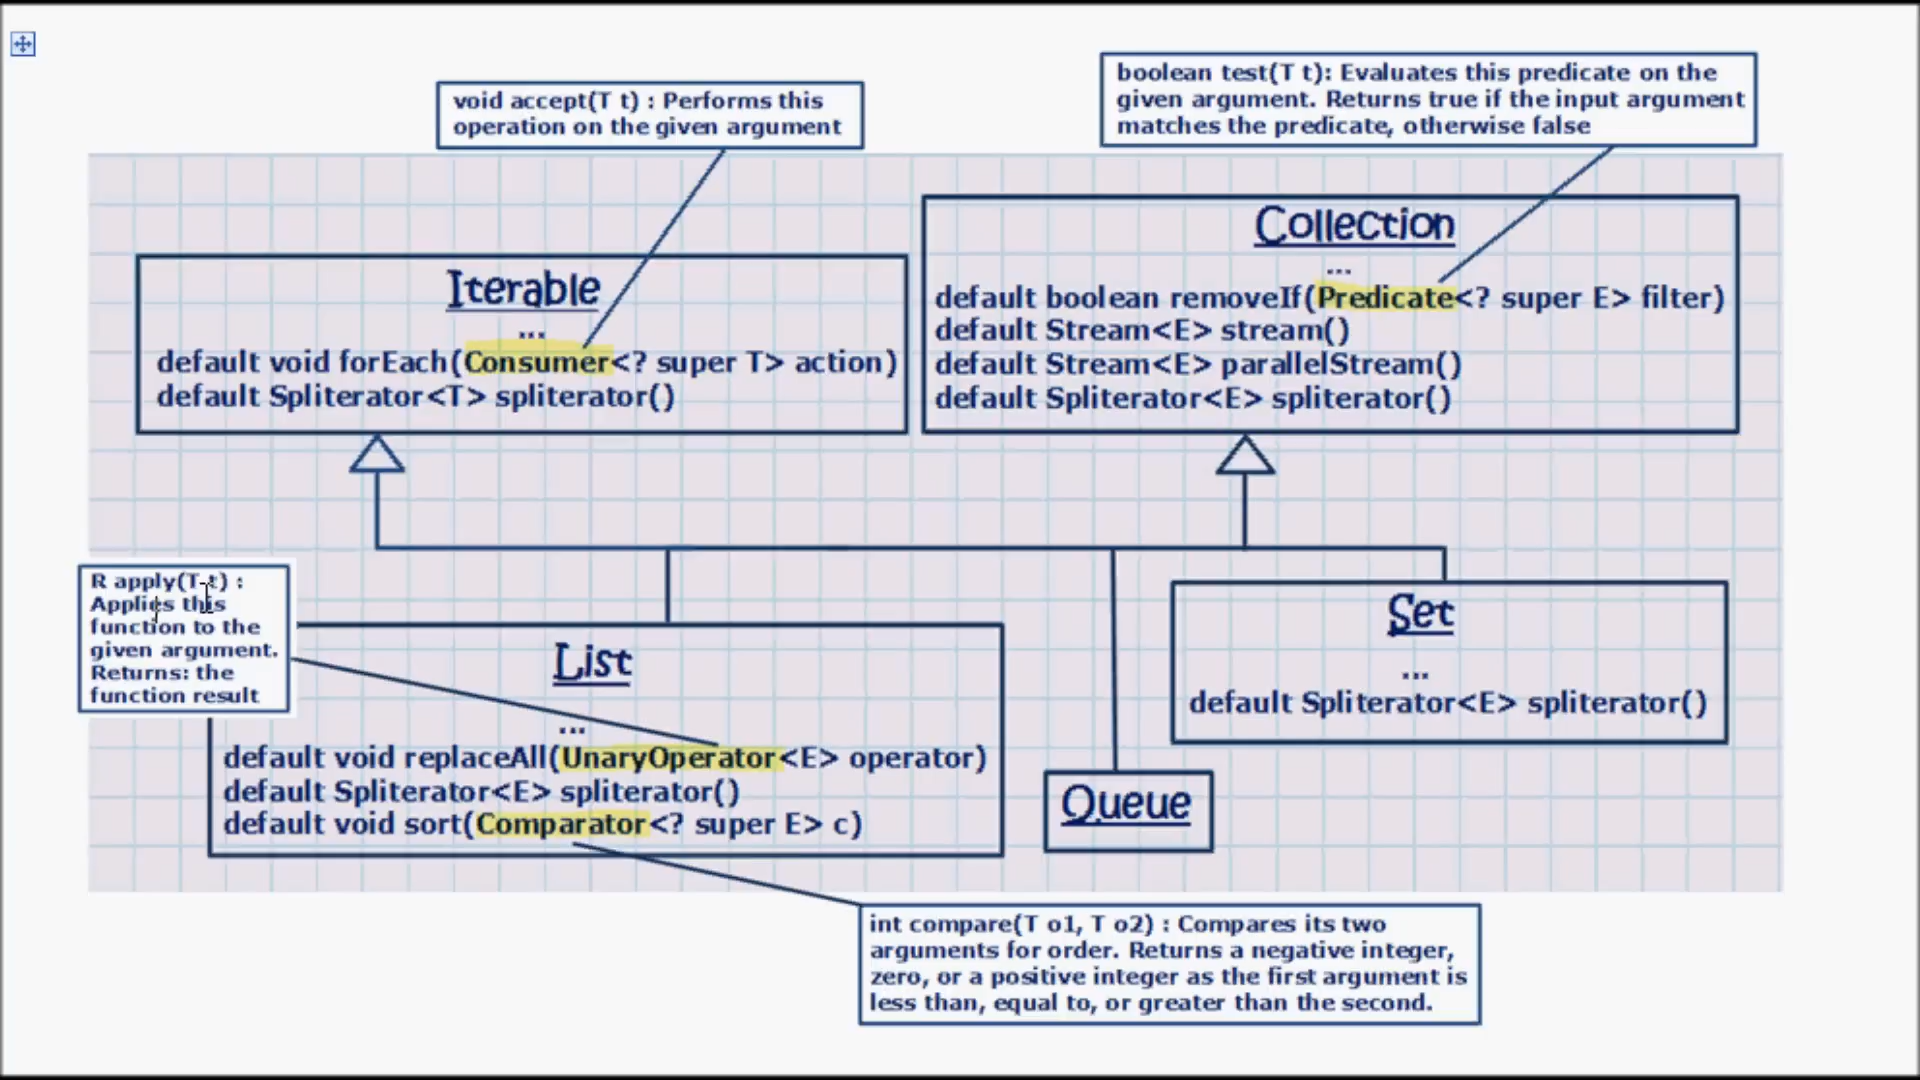 void accept(T t) : Performs this
operation on the given argument
boolean test(T t): Evaluates this predicate on the
given argument. Returns true if the input argument
matches the predicate, otherwise false
Iterable
...
default void forEach(Consumer<? super T> action)
default Spliterator<T> spliterator()
Collection
...
default boolean removeIf(Predicate<? super E> filter)
default Stream<E> stream()
default Stream<E> parallelStream()
default Spliterator<E> spliterator()
R apply(T t) :
Applies this
function to the
given argument.
Returns: the
function result
List
...
default void replaceAll(UnaryOperator<E> operator)
default Spliterator<E> spliterator()
default void sort(Comparator<? super E> c)
Queue
Set
...
default Spliterator<E> spliterator()
int compare(T o1, T o2) : Compares its two
arguments for order. Returns a negative integer,
zero, or a positive integer as the first argument is
less than, equal to, or greater than the second.